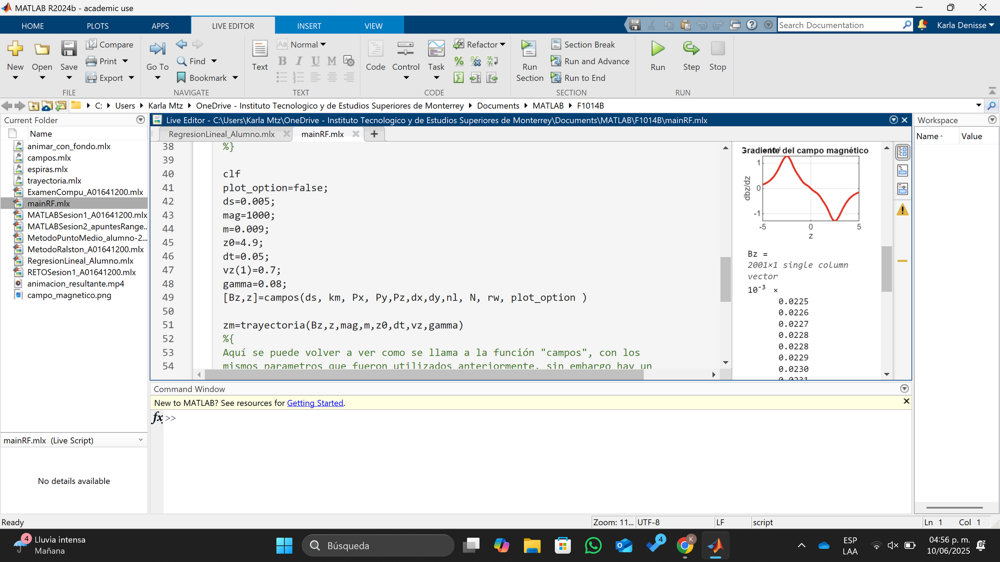 MATLAB R2024b - academic use
HOME
PLOTS
APPS
LIVE EDITOR
INSERT
VIEW
Search Documentation
Karla Denisse
New
Open
Save
Compare
Print
Export
FILE
Go To
Find
Bookmark
NAVIGATE
Text
Aa Normal
B I U M
TEXT
Code
Control
Task
Refactor
CODE
Run Section
Section Break
Run and Advance
Run to End
SECTION
Run
Step
Stop
RUN
C: Users Karla Mtz OneDrive - Instituto Tecnologico y de Estudios Superiores de Monterrey Documents MATLAB F1014B
Current Folder
Name
animar_con_fondo.mlx
campos.mlx
espiras.mlx
trayectoria.mlx
ExamenCompu_A01641200.mlx
mainRF.mlx
MATLABSesion1_A01641200.mlx
MATLABSesion2_apuntesRange...
MetodoPuntoMedio_alumno-2...
MetodoRalston_A01641200.mlx
RegresionLineal_Alumno.mlx
RETOSesion1_A01641200.mlx
animacion_resultante.mp4
campo_magnetico.png
mainRF.mlx (Live Script)
No details available
Live Editor - C:\Users\Karla Mtz\OneDrive - Instituto Tecnologico y de Estudios Superiores de Monterrey\Documents\MATLAB\F1014B\mainRF.mlx
RegresionLineal_Alumno.mlx
mainRF.mlx
38 %}
39
40 clf
41 plot_option=false;
42 ds=0.005;
43 mag=1000;
44 m=0.009;
45 z0=4.9;
46 dt=0.05;
47 vz(1)=0.7;
48 gamma=0.08;
49 [Bz,z]=campos(ds, km, Px, Py,Pz,dx,dy,nl, N, rw, plot_option )
50
51 zm=trayectoria(Bz,z,mag,m,z0,dt,vz,gamma)
52 %{
53 Aquí se puede volver a ver como se llama a la función "campos", con los
54 mismos parametros que fueron utilizados anteriormente, sin embargo hay un
Gradiente del campo magnético
1
0
-1
dbz/dz
-5 0 5
z
Bz =
2001×1 single column
vector
10-3 ×
0.0225
0.0226
0.0227
0.0228
0.0228
0.0229
0.0230
0.0231
Workspace
Name
Value
Command Window
New to MATLAB? See resources for Getting Started.
fx >>
Ready
Zoom: 11...
UTF-8
LF
script
Ln 1 Col 1
4
Lluvia intensa
Mañana
Búsqueda
4
K
ESP
LAA
04:56 p. m.
10/06/2025